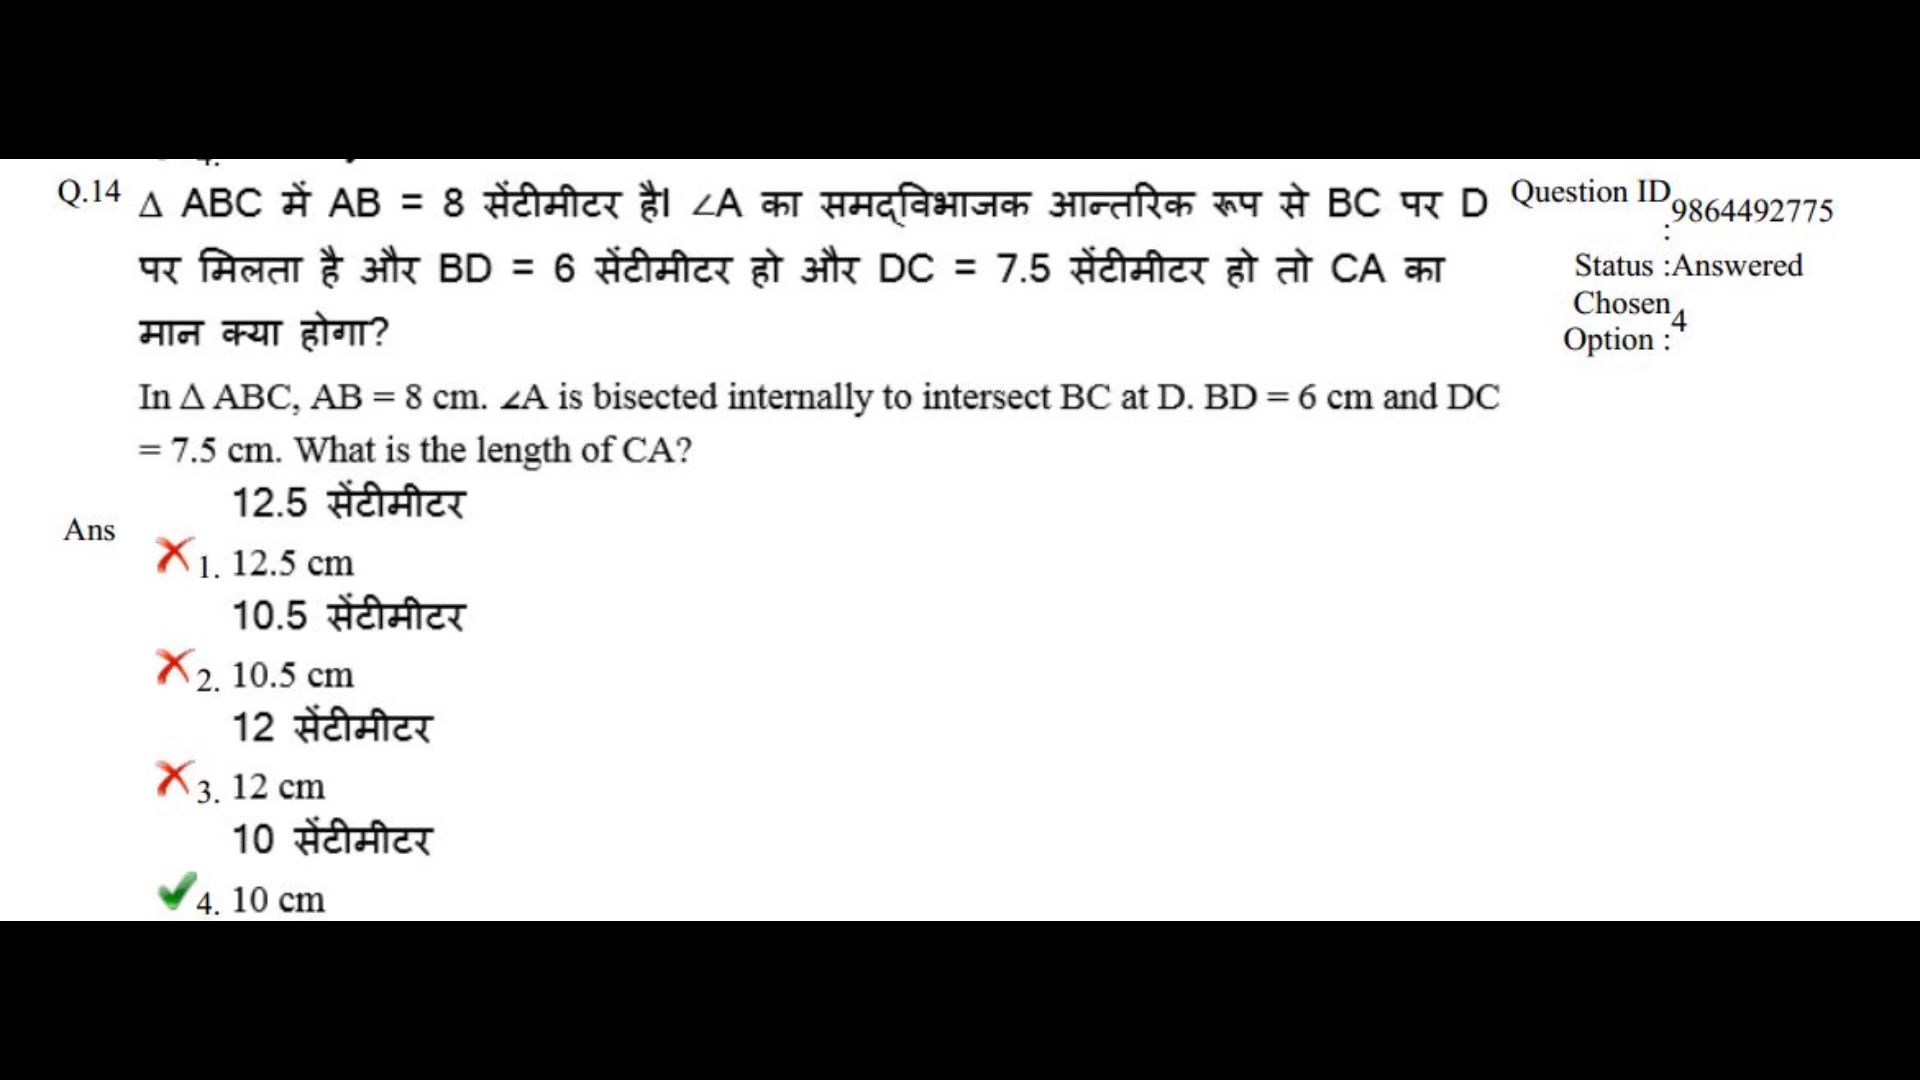 Q.14 Δ ABC में AB = 8 सेंटीमीटर है। ∠A का समद्विभाजक आन्तरिक रूप से BC पर D
पर मिलता है और BD = 6 सेंटीमीटर हो और DC = 7.5 सेंटीमीटर हो तो CA का
मान क्या होगा?
In Δ ABC, AB = 8 cm. ∠A is bisected internally to intersect BC at D. BD = 6 cm and DC
= 7.5 cm. What is the length of CA?
Question ID
9864492775
:
Status :Answered
Chosen
4
Option :
Ans
12.5 सेंटीमीटर
1. 12.5 cm
10.5 सेंटीमीटर
2. 10.5 cm
12 सेंटीमीटर
3. 12 cm
10 सेंटीमीटर
4. 10 cm